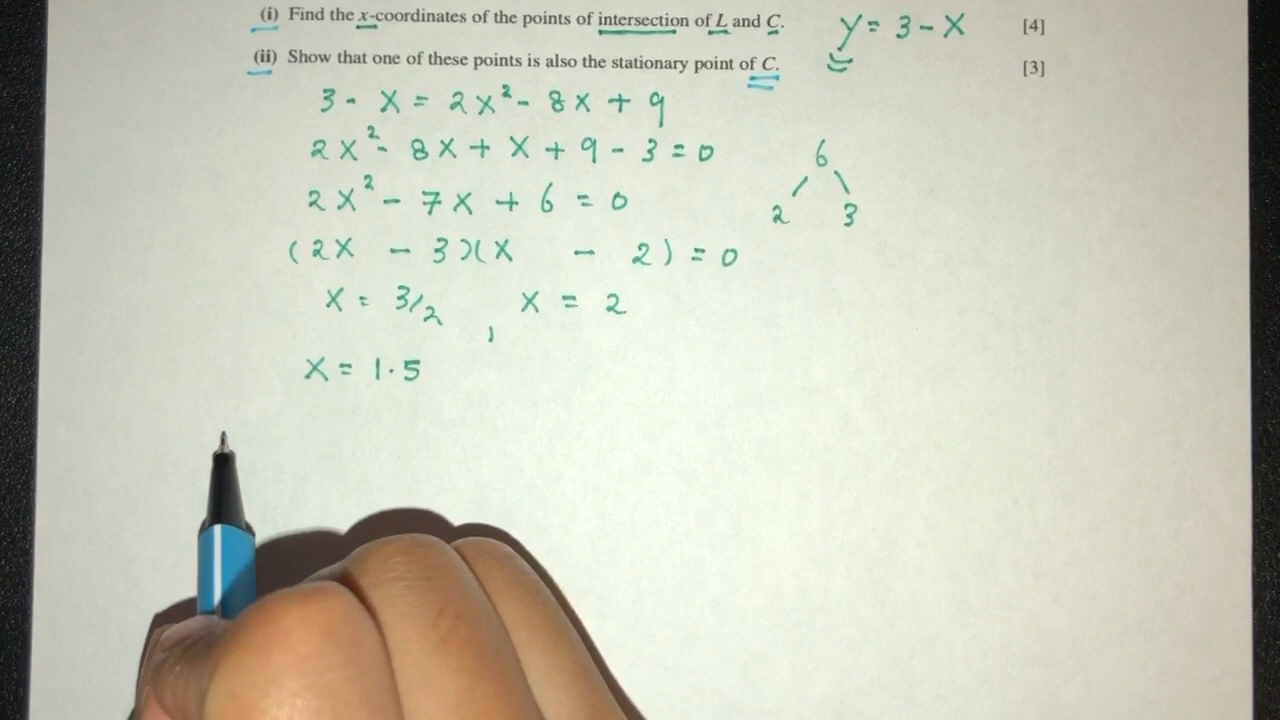 (i) Find the x-coordinates of the points of intersection of L and C. y = 3 - x [4]
(ii) Show that one of these points is also the stationary point of C. [3]
3 - x = 2x² - 8x + 9
2x² - 8x + x + 9 - 3 = 0
6
2x² - 7x + 6 = 0
2 3
(2x - 3)(x - 2) = 0
x = 3/2 , x = 2
x = 1.5